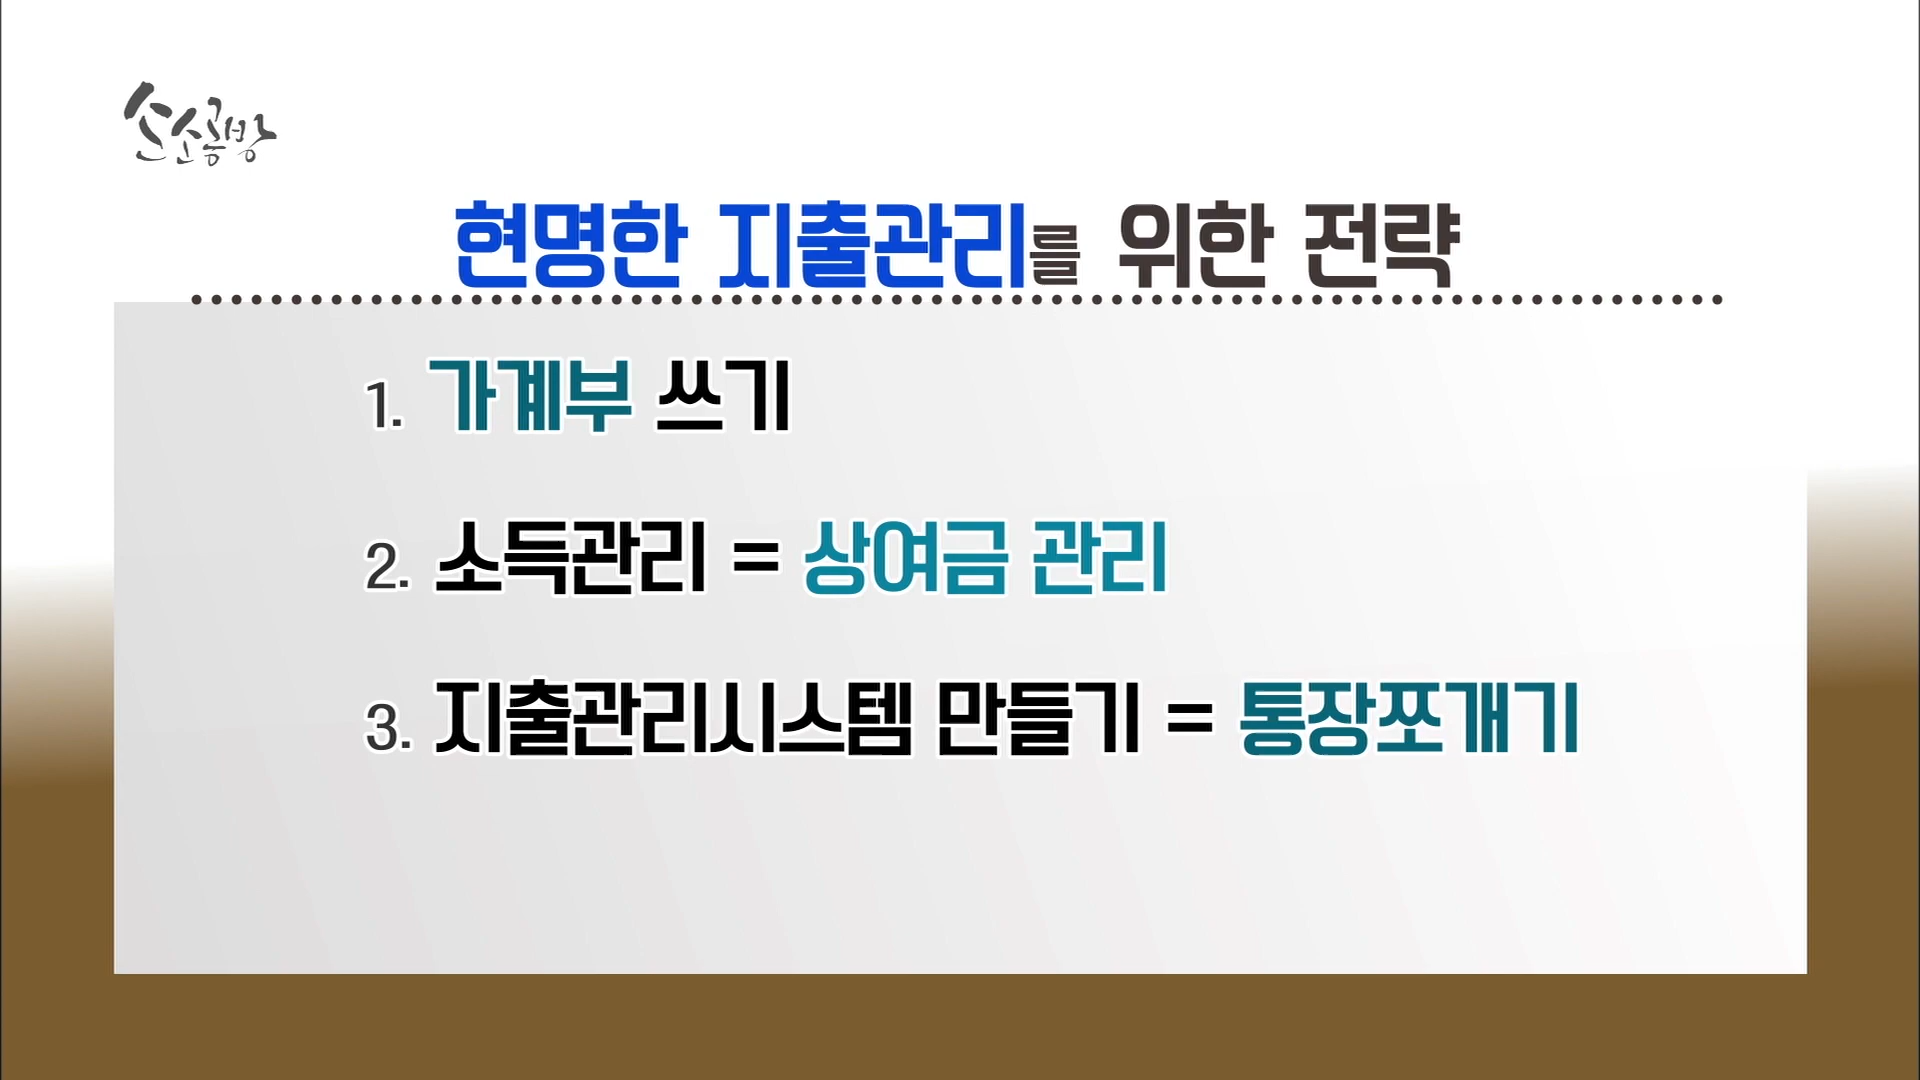 소소공방
현명한 지출관리를 위한 전략
1. 가계부 쓰기
2. 소득관리 = 상여금 관리
3. 지출관리시스템 만들기 = 통장쪼개기